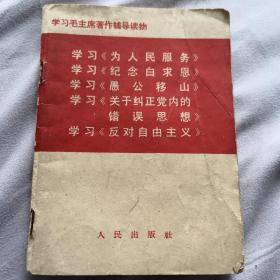 学习毛主席著作辅导读物
学习《为人民服务》
学习《纪念白求恩》
学习《愚公移山》
学习《关于纠正党内的
错误思想》
学习《反对自由主义》
人民出版社